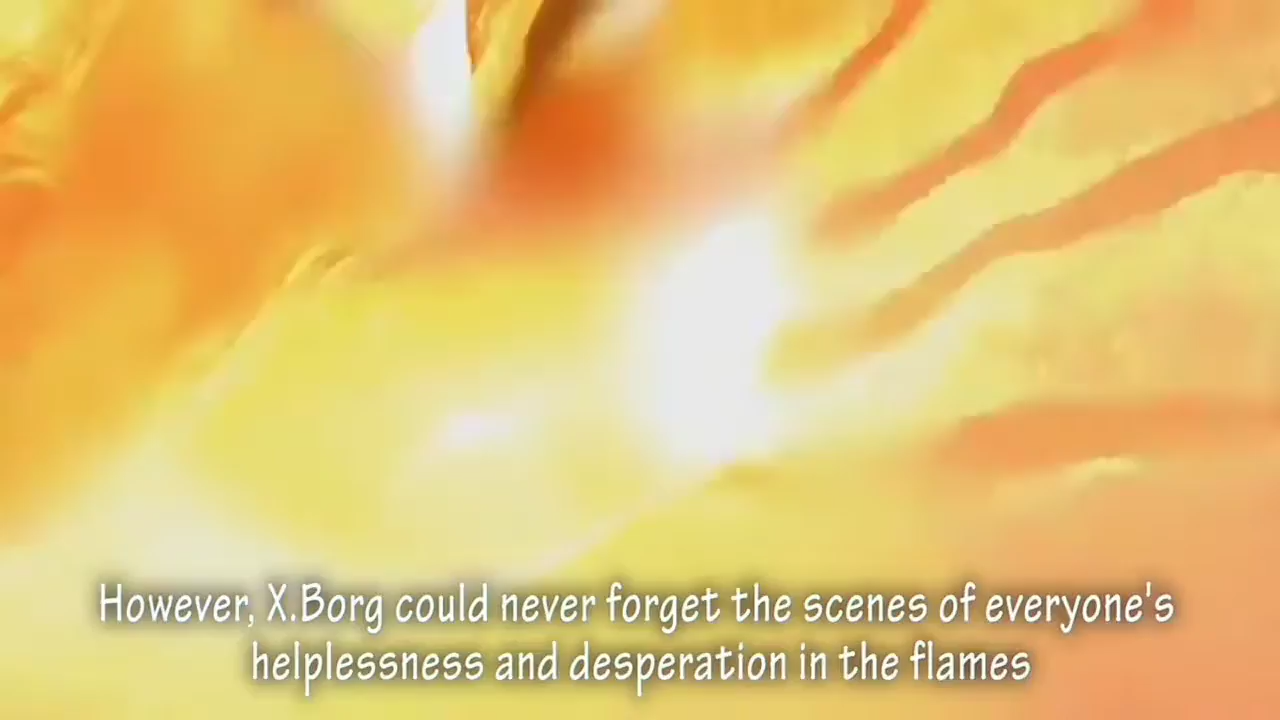 However, X.Borg could never forget the scenes of everyone's
helplessness and desperation in the flames